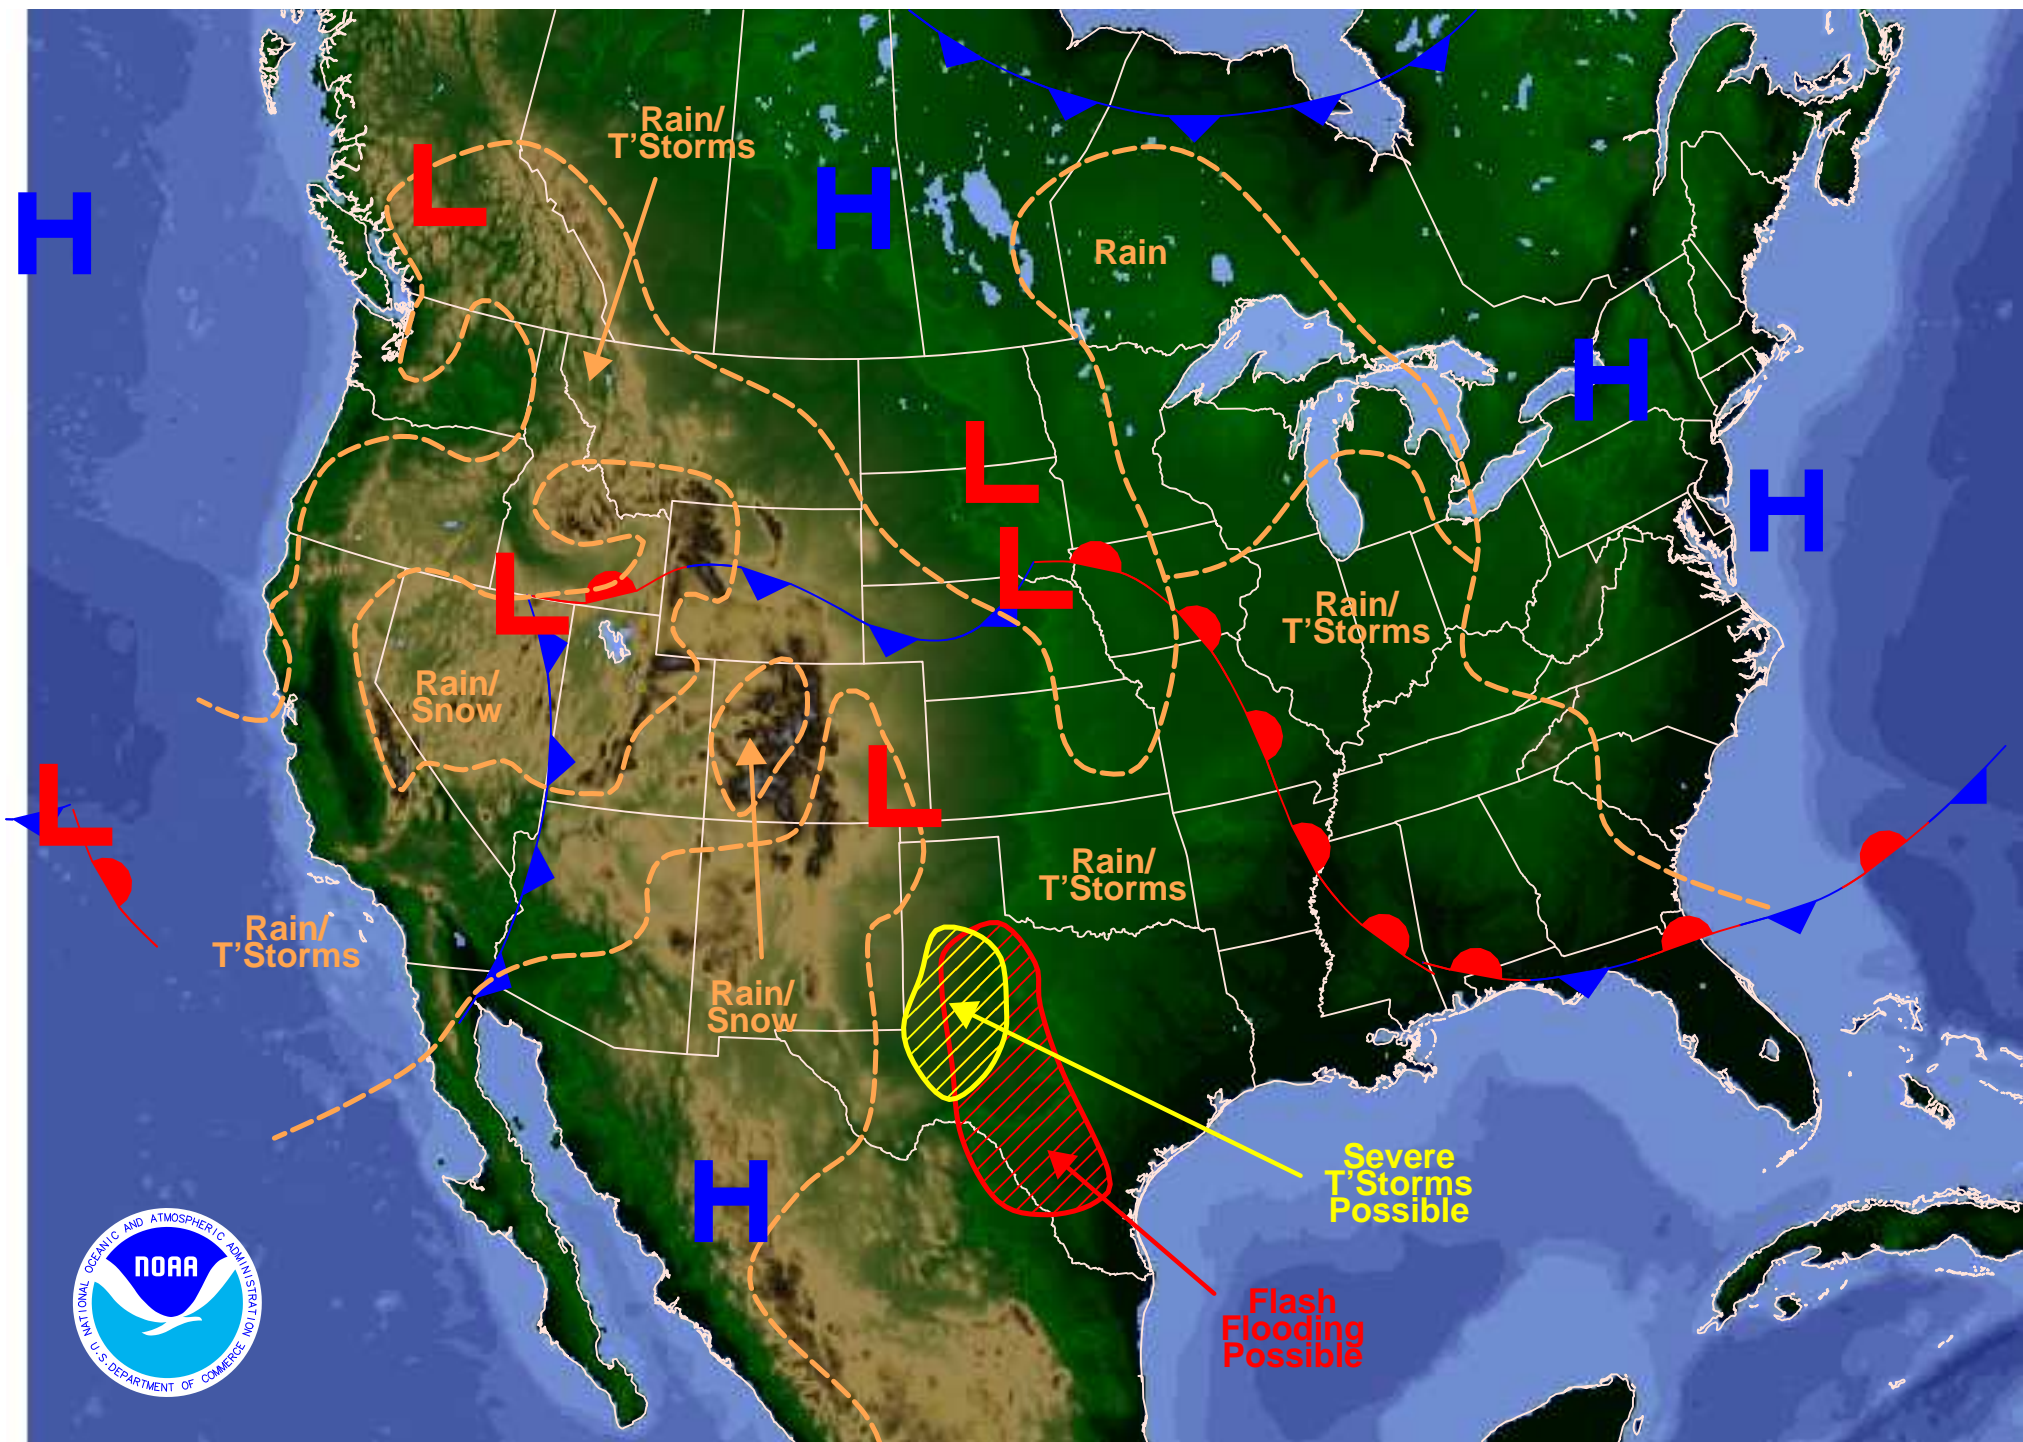 Rain/
T'Storms
L
H
H
Rain
H
L
H
L
L
Rain/
T'Storms
Rain/
Snow
L
L
Rain/
T'Storms
Rain/
T'Storms
Rain/
Snow
Severe
T'Storms
Possible
H
Flash
Flooding
Possible
NATIONAL OCEANIC AND ATMOSPHERIC ADMINISTRATION
NOAA
U.S. DEPARTMENT OF COMMERCE